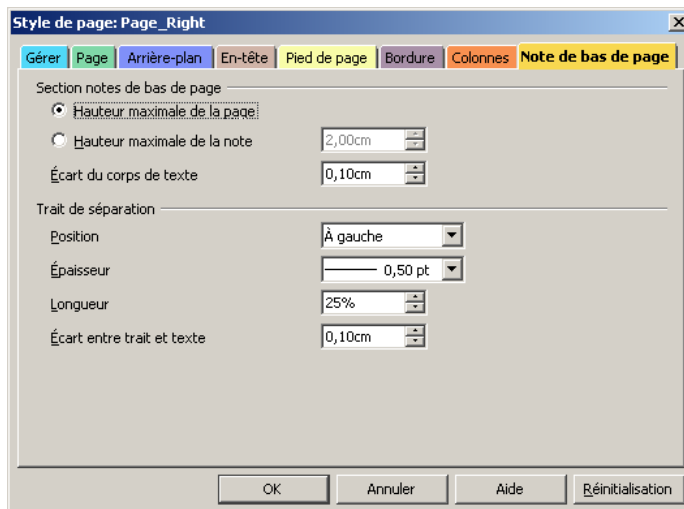 Style de page: Page_Right
Gérer Page Arrière-plan En-tête Pied de page Bordure Colonnes Note de bas de page
Section notes de bas de page
Hauteur maximale de la page
Hauteur maximale de la note 2,00cm
Écart du corps de texte 0,10cm
Trait de séparation
Position À gauche
Épaisseur 0,50 pt
Longueur 25%
Écart entre trait et texte 0,10cm
OK Annuler Aide Réinitialisation